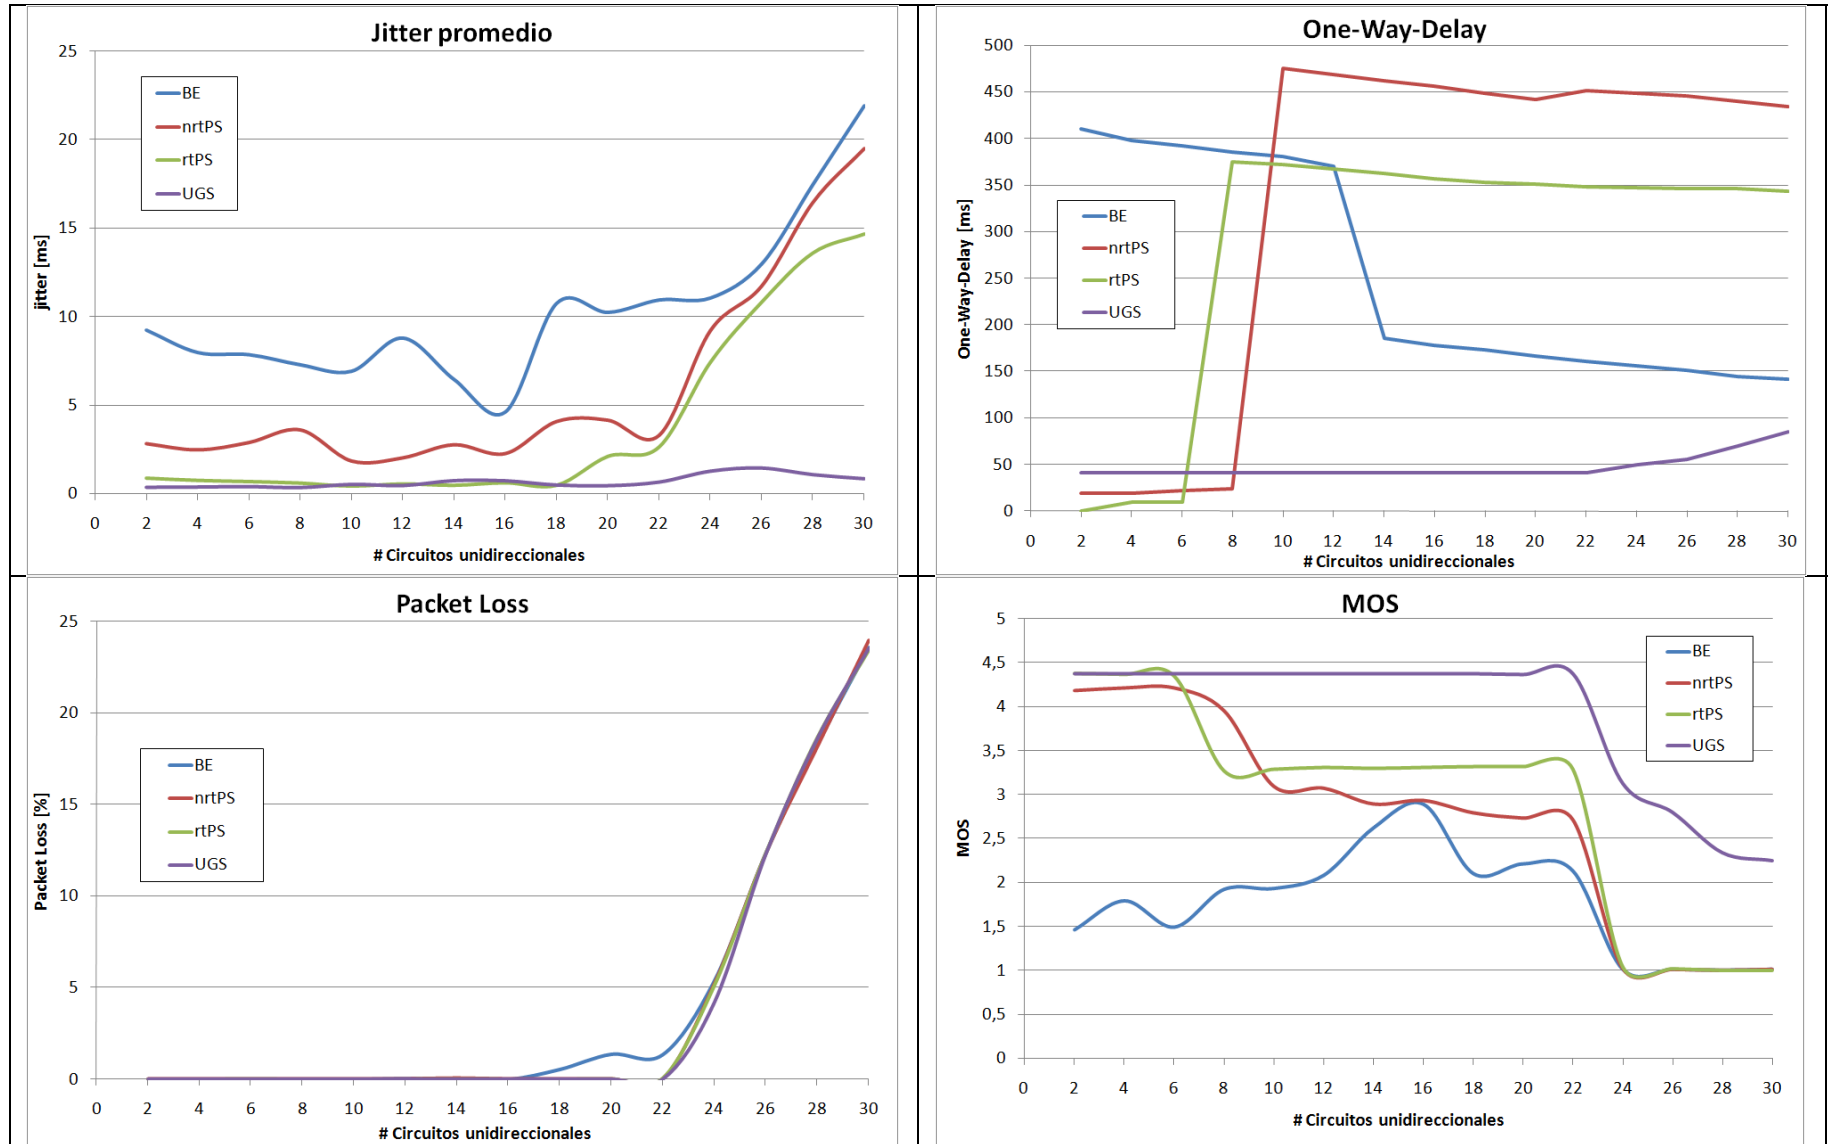 Jitter promedio
25
20
15
10
5
0
jitter [ms]
BE
nrtPS
rtPS
UGS
0 2 4 6 8 10 12 14 16 18 20 22 24 26 28 30
# Circuitos unidireccionales
One-Way-Delay
500
450
400
350
300
250
200
150
100
50
0
One-Way-Delay [ms]
BE
nrtPS
rtPS
UGS
0 2 4 6 8 10 12 14 16 18 20 22 24 26 28 30
# Circuitos unidireccionales
Packet Loss
25
20
15
10
5
0
Packet Loss [%]
BE
nrtPS
rtPS
UGS
0 2 4 6 8 10 12 14 16 18 20 22 24 26 28 30
# Circuitos unidireccionales
MOS
5
4,5
4
3,5
3
2,5
2
1,5
1
0,5
0
MOS
BE
nrtPS
rtPS
UGS
0 2 4 6 8 10 12 14 16 18 20 22 24 26 28 30
# Circuitos unidireccionales